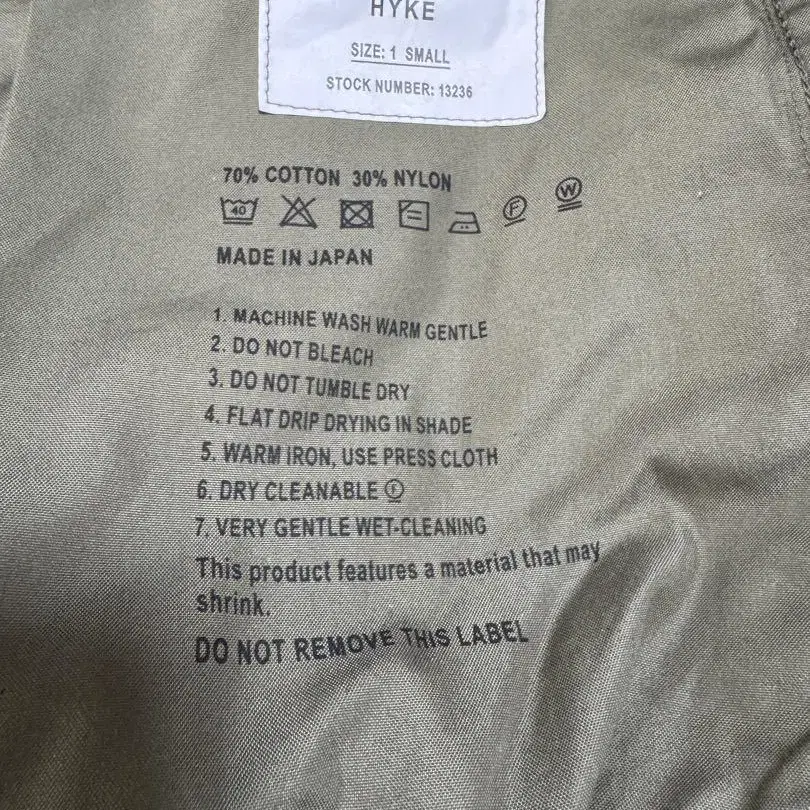 HYKE
SIZE: 1 SMALL
STOCK NUMBER: 13236
70% COTTON 30% NYLON
40 F W
MADE IN JAPAN
1. MACHINE WASH WARM GENTLE
2. DO NOT BLEACH
3. DO NOT TUMBLE DRY
4. FLAT DRIP DRYING IN SHADE
5. WARM IRON, USE PRESS CLOTH
6. DRY CLEANABLE Ⓕ
7. VERY GENTLE WET-CLEANING
This product features a material that may
shrink.
DO NOT REMOVE THIS LABEL